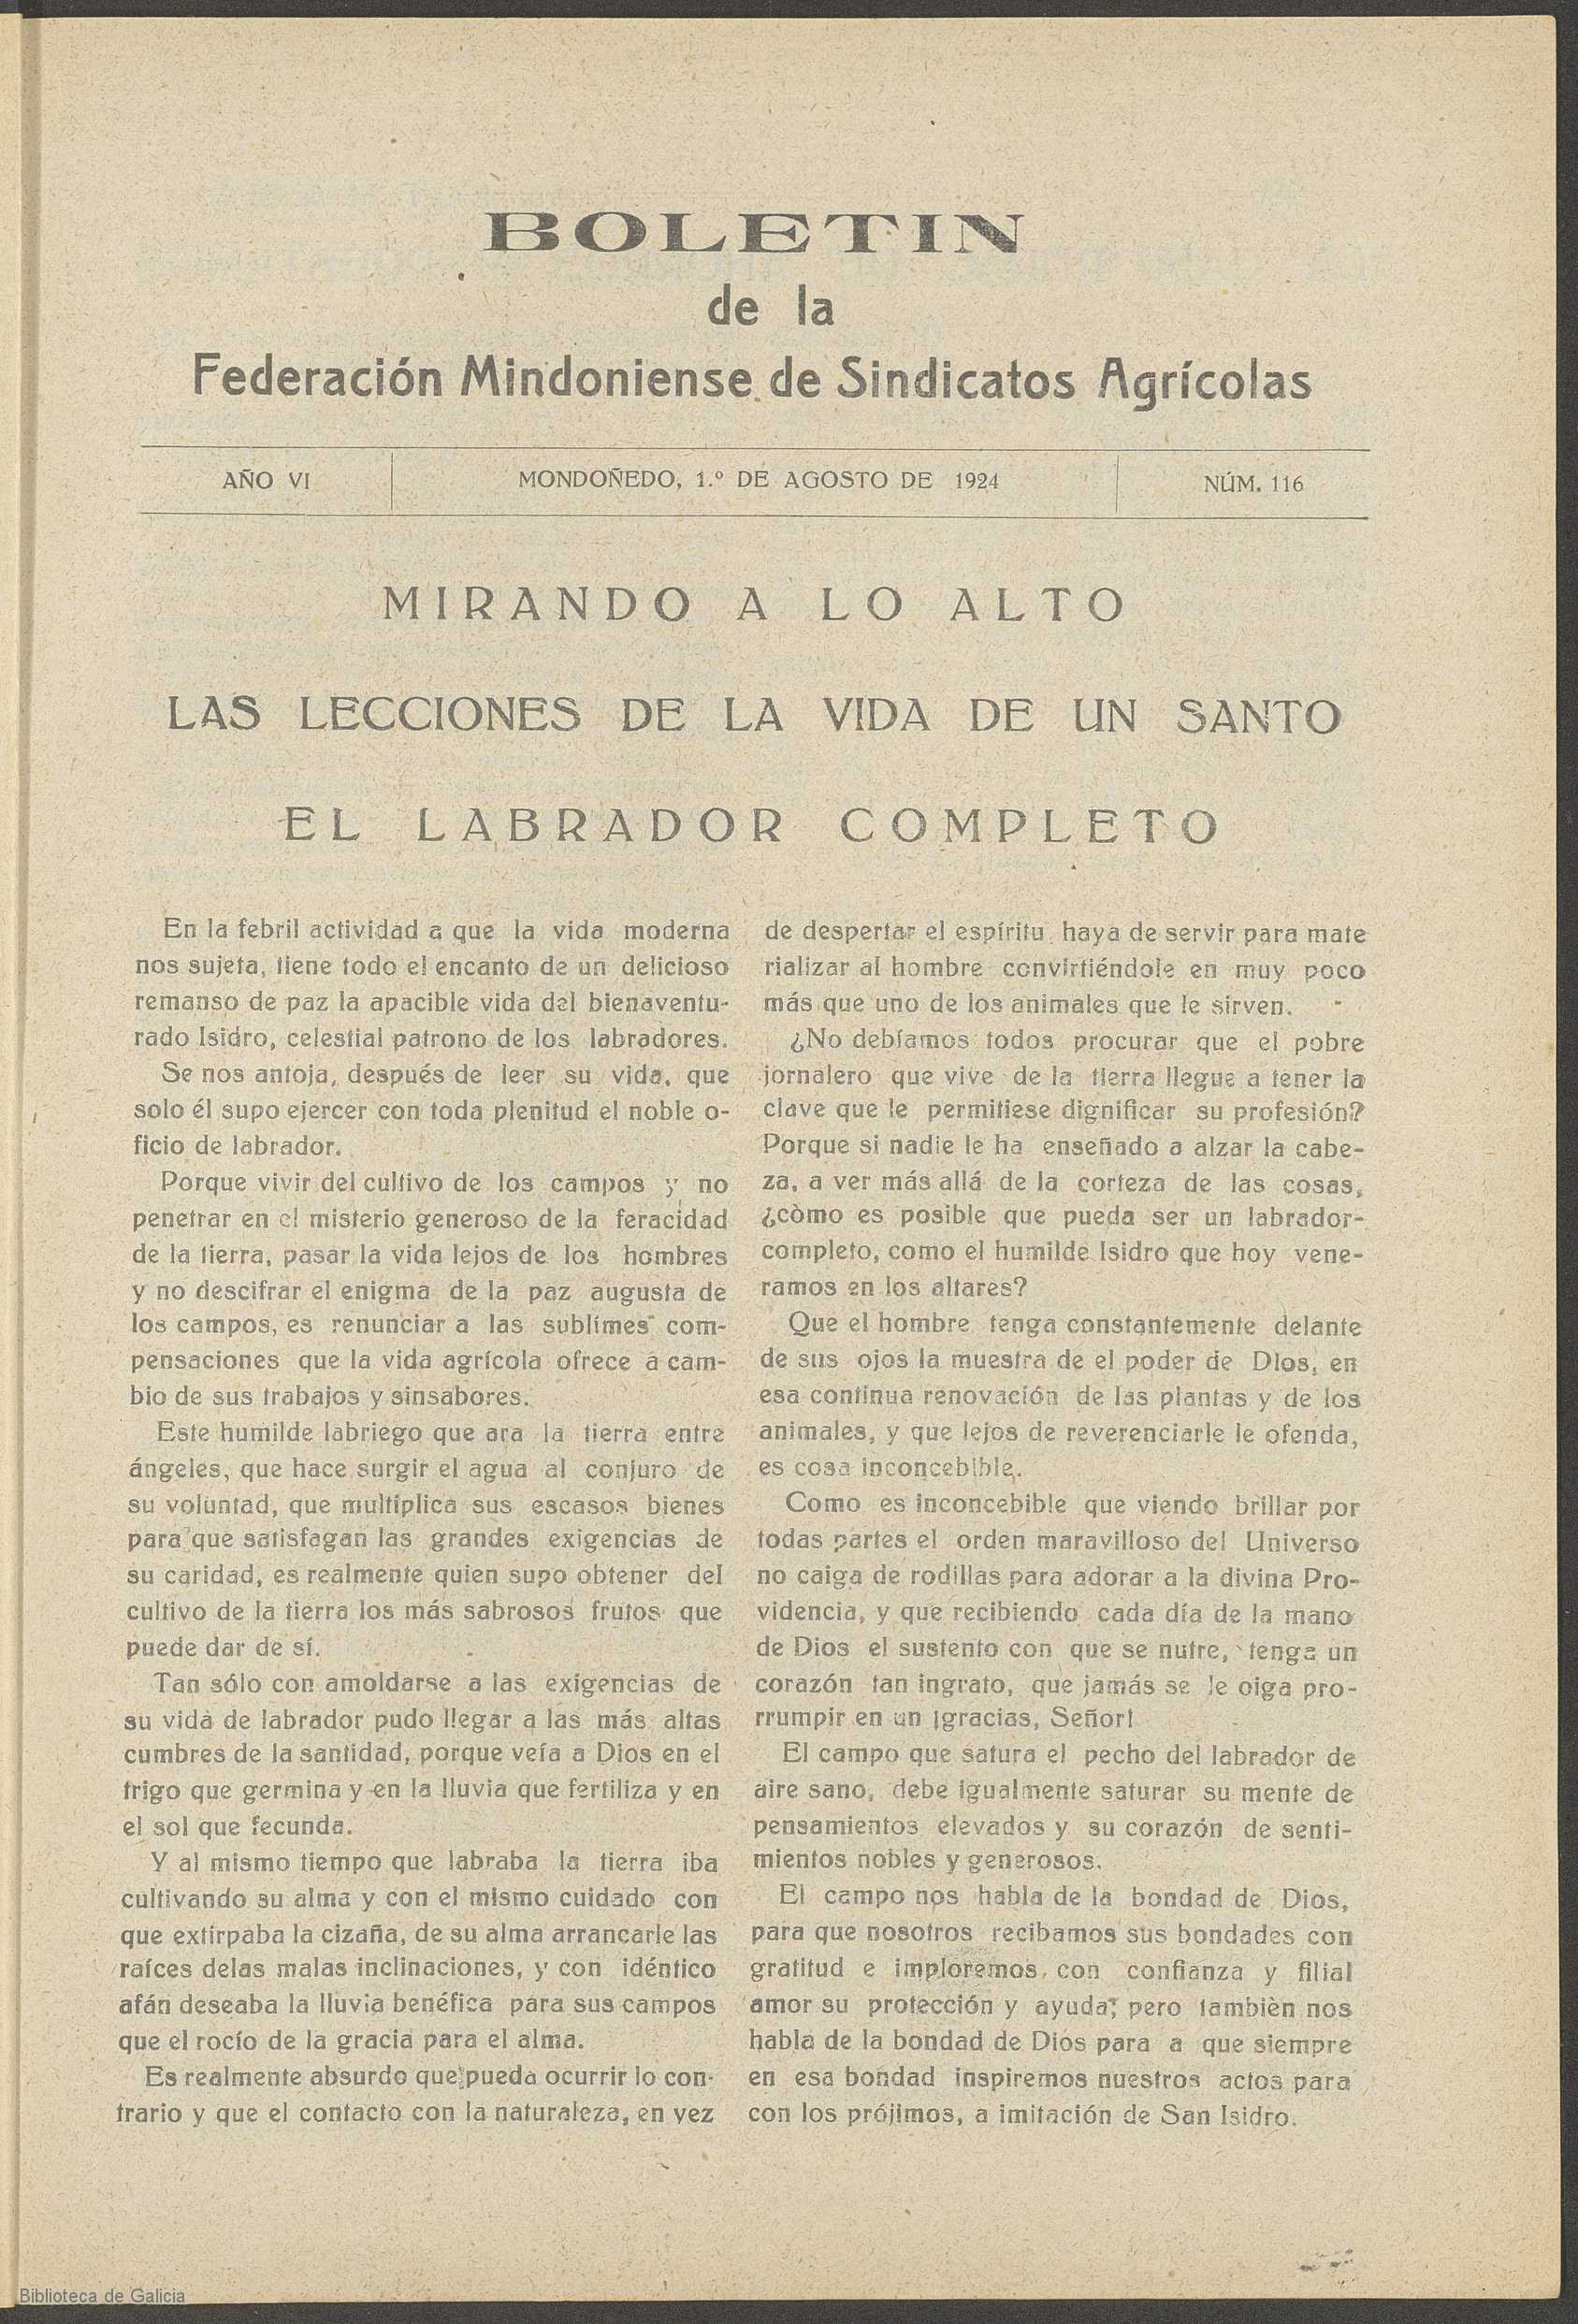 BOLETIN
de la
Federación Mindoniense de Sindicatos Agrícolas
AÑO VI
MONDOÑEDO, 1.º DE AGOSTO DE 1924
NÚM. 116
MIRANDO A LO ALTO
LAS LECCIONES DE LA VIDA DE UN SANTO
EL LABRADOR COMPLETO
En la febril actividad a que la vida moderna
nos sujeta, tiene todo el encanto de un delicioso
remanso de paz la apacible vida del bienaventu-
rado Isidro, celestial patrono de los labradores.
Se nos antoja, después de leer su vida, que
solo él supo ejercer con toda plenitud el noble o-
ficio de labrador.
Porque vivir del cultivo de los campos y no
penetrar en el misterio generoso de la feracidad
de la tierra, pasar la vida lejos de los hombres
y no descifrar el enigma de la paz augusta de
los campos, es renunciar a las sublimes com-
pensaciones que la vida agrícola ofrece a cam-
bio de sus trabajos y sinsabores.
Este humilde labriego que ara la tierra entre
ángeles, que hace surgir el agua al conjuro de
su voluntad, que multiplica sus escasos bienes
para que satisfagan las grandes exigencias de
su caridad, es realmente quien supo obtener del
cultivo de la tierra los más sabrosos frutos que
puede dar de sí.
Tan sólo con amoldarse a las exigencias de
su vida de labrador pudo llegar a las más altas
cumbres de la santidad, porque veía a Dios en el
trigo que germina y en la lluvia que fertiliza y en
el sol que fecunda.
Y al mismo tiempo que labraba la tierra iba
cultivando su alma y con el mismo cuidado con
que extirpaba la cizaña, de su alma arrancarle las
raíces delas malas inclinaciones, y con idéntico
afán deseaba la lluvia benéfica para sus campos
que el rocío de la gracia para el alma.
Es realmente absurdo que pueda ocurrir lo con-
trario y que el contacto con la naturaleza, en vez
de despertar el espíritu, haya de servir para mate
rializar al hombre convirtiéndole en muy poco
más que uno de los animales que le sirven.
¿No debíamos todos procurar que el pobre
jornalero que vive de la tierra llegue a tener la
clave que le permitiese dignificar su profesión?
Porque si nadie le ha enseñado a alzar la cabe-
za, a ver más allá de la corteza de las cosas,
¿còmo es posible que pueda ser un labrador-
completo, como el humilde Isidro que hoy vene-
ramos en los altares?
Que el hombre tenga constantemente delante
de sus ojos la muestra de el poder de DIos, en
esa continua renovación de las plantas y de los
animales, y que lejos de reverenciarle le ofenda,
es cosa inconcebible.
Como es inconcebible que viendo brillar por
todas partes el orden maravilloso del Universo
no caiga de rodillas para adorar a la divina Pro-
videncia, y que recibiendo cada día de la mano
de Dios el sustento con que se nutre, tenga un
corazón tan ingrato, que jamás se le oiga pro-
rrumpir en un ¡gracias, Señor!
El campo que satura el pecho del labrador de
aire sano, debe igualmente saturar su mente de
pensamientos elevados y su corazón de senti-
mientos nobles y generosos.
El campo nos habla de la bondad de Dios,
para que nosotros recibamos sus bondades con
gratitud e imploremos con confianza y filial
amor su protección y ayuda; pero tambièn nos
habla de la bondad de Dios para a que siempre
en esa bondad inspiremos nuestros actos para
con los prójimos, a imitación de San Isidro.
Biblioteca de Galicia